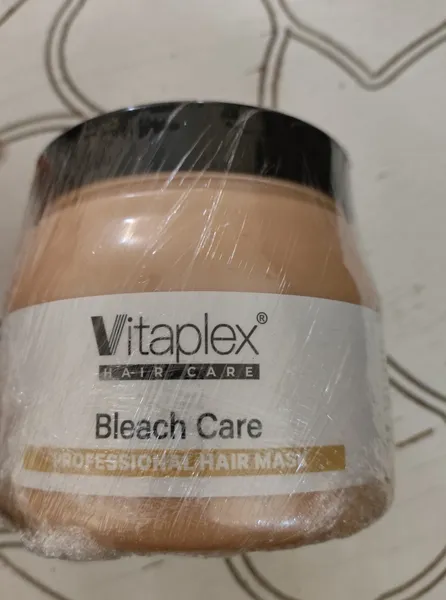 Vitaplex®
HAIR CARE
Bleach Care
PROFESSIONAL HAIR MASK